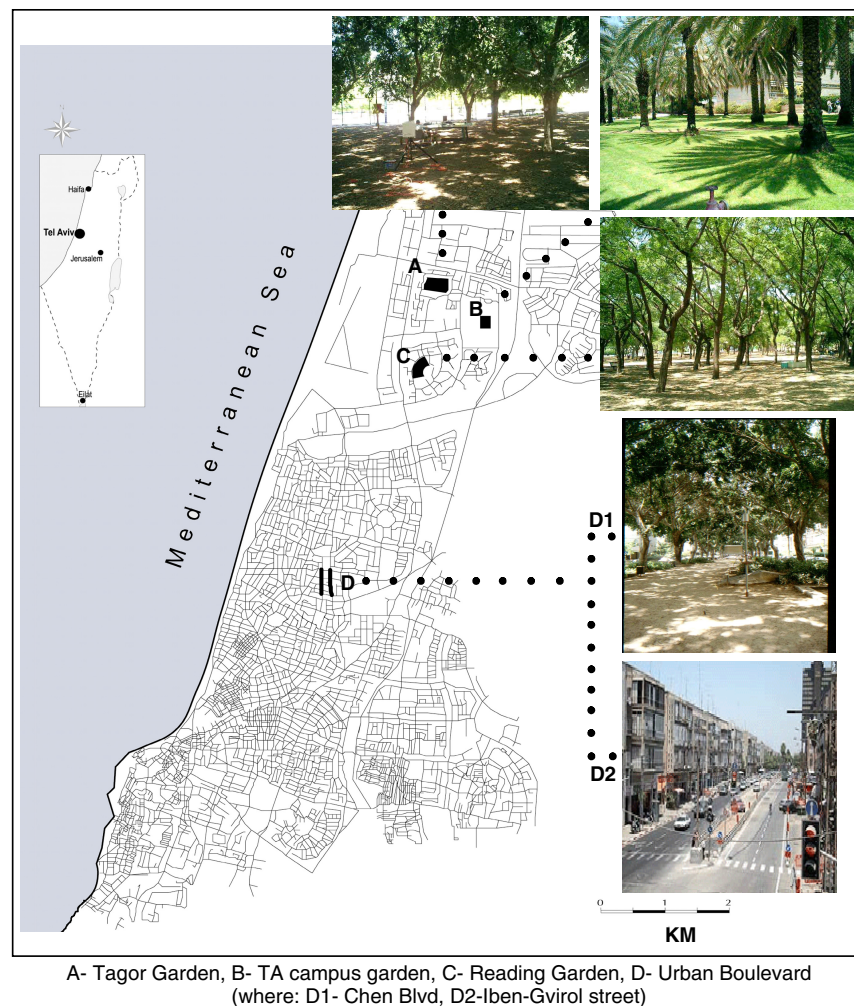 Haifa
Tel Aviv
Jerusalem
Eilat
Mediterranean Sea
A
B
C
D
D1
D2
0 1 2
KM
A- Tagor Garden, B- TA campus garden, C- Reading Garden, D- Urban Boulevard
(where: D1- Chen Blvd, D2-Iben-Gvirol street)